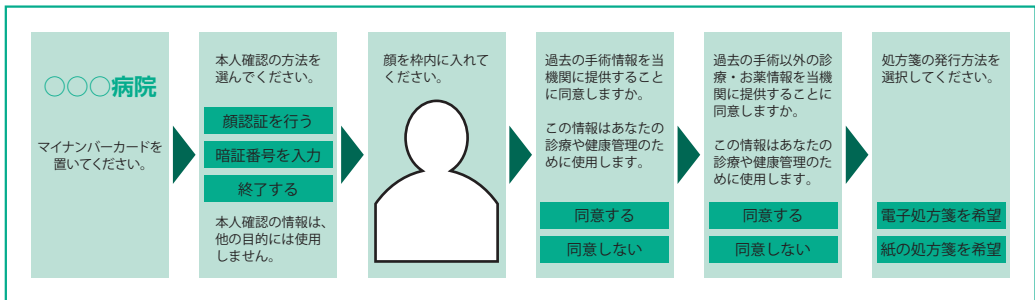 ○○○病院
マイナンバーカードを
置いてください。
本人確認の方法を
選んでください。
顔認証を行う
暗証番号を入力
終了する
本人確認の情報は、
他の目的には使用
しません。
顔を枠内に入れて
ください。
過去の手術情報を当
機関に提供すること
に同意しますか。
この情報はあなたの
診療や健康管理のた
めに使用します。
同意する
同意しない
過去の手術以外の診
療・お薬情報を当機
関に提供することに
同意しますか。
この情報はあなたの
診療や健康管理のた
めに使用します。
同意する
同意しない
処方箋の発行方法を
選択してください。
電子処方箋を希望
紙の処方箋を希望